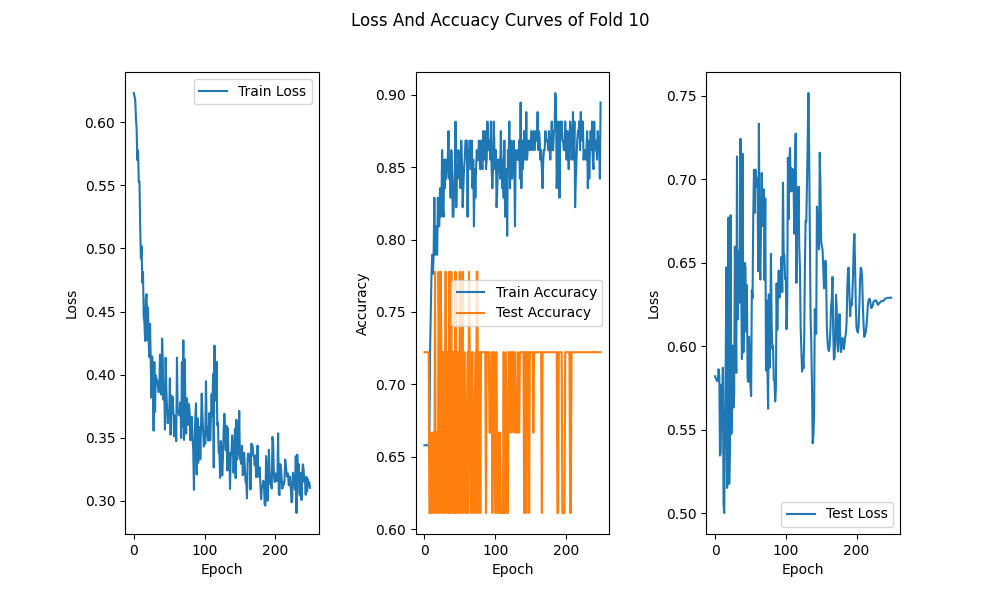 Loss And Accuacy Curves of Fold 10
Train Loss
0.60
0.55
0.50
0.45
0.40
0.35
0.30
Loss
0 100 200
Epoch
0.90
0.85
0.80
0.75
0.70
0.65
0.60
Accuracy
Train Accuracy
Test Accuracy
0 100 200
Epoch
0.75
0.70
0.65
0.60
0.55
0.50
Loss
Test Loss
0 100 200
Epoch